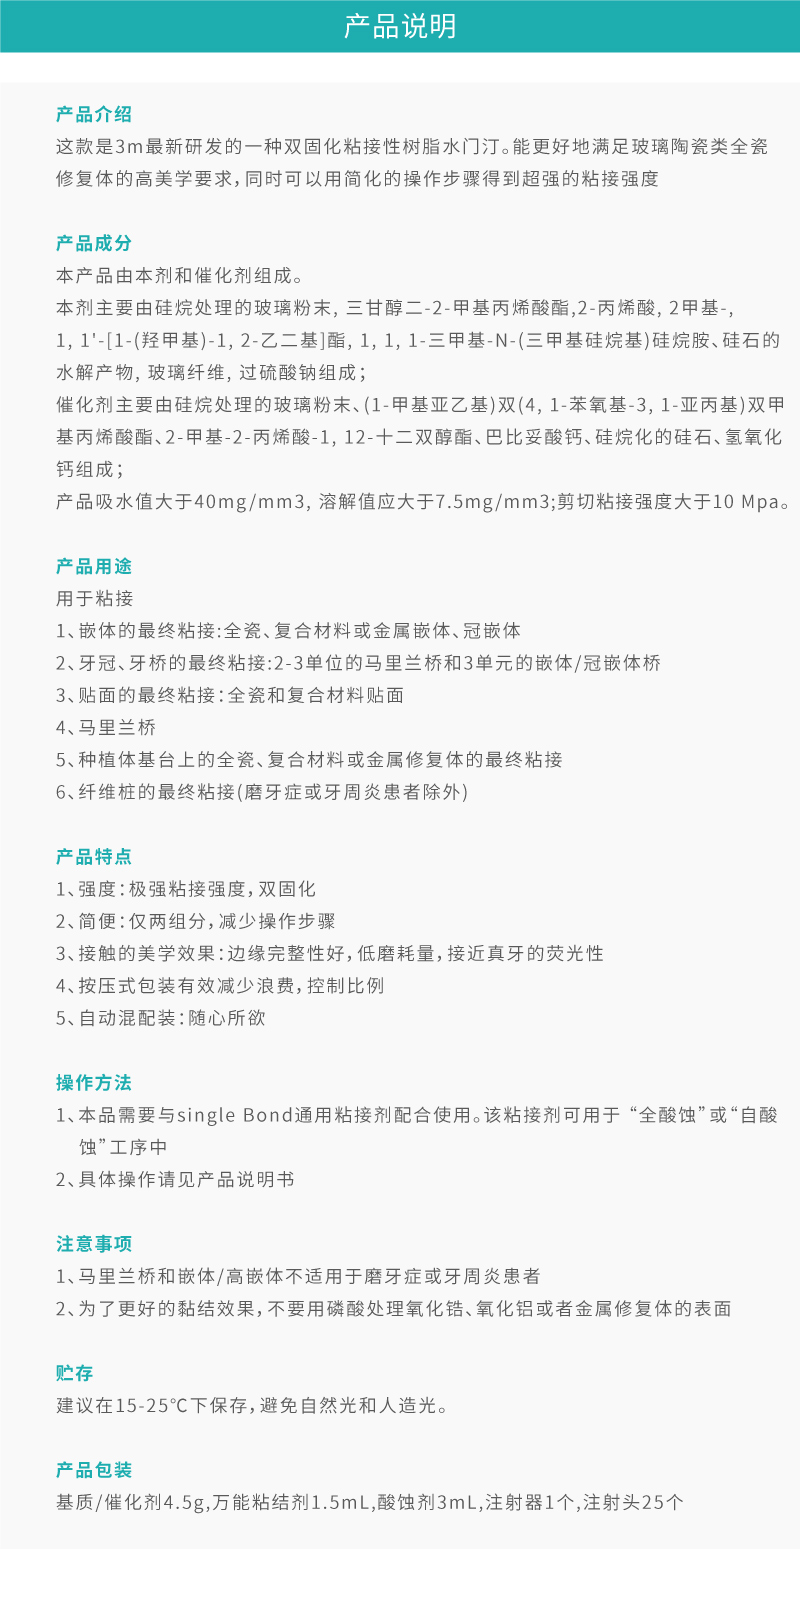 产品说明
产品介绍
这款是3m最新研发的一种双固化粘接性树脂水门汀。能更好地满足玻璃陶瓷类全瓷
修复体的高美学要求，同时可以用简化的操作步骤得到超强的粘接强度
产品成分
本产品由本剂和催化剂组成。
本剂主要由硅烷处理的玻璃粉末, 三甘醇二-2-甲基丙烯酸酯,2-丙烯酸, 2甲基-,
1, 1'-[1-(羟甲基)-1, 2-乙二基]酯, 1, 1, 1-三甲基-N-(三甲基硅烷基)硅烷胺、硅石的
水解产物, 玻璃纤维, 过硫酸钠组成；
催化剂主要由硅烷处理的玻璃粉末、(1-甲基亚乙基)双(4, 1-苯氧基-3, 1-亚丙基)双甲
基丙烯酸酯、2-甲基-2-丙烯酸-1, 12-十二双醇酯、巴比妥酸钙、硅烷化的硅石、氢氧化
钙组成；
产品吸水值大于40mg/mm3, 溶解值应大于7.5mg/mm3;剪切粘接强度大于10 Mpa。
产品用途
用于粘接
1、嵌体的最终粘接:全瓷、复合材料或金属嵌体、冠嵌体
2、牙冠、牙桥的最终粘接:2-3单位的马里兰桥和3单元的嵌体/冠嵌体桥
3、贴面的最终粘接：全瓷和复合材料贴面
4、马里兰桥
5、种植体基台上的全瓷、复合材料或金属修复体的最终粘接
6、纤维桩的最终粘接(磨牙症或牙周炎患者除外)
产品特点
1、强度：极强粘接强度，双固化
2、简便：仅两组分，减少操作步骤
3、接触的美学效果：边缘完整性好，低磨耗量，接近真牙的荧光性
4、按压式包装有效减少浪费，控制比例
5、自动混配装：随心所欲
操作方法
1、本品需要与single Bond通用粘接剂配合使用。该粘接剂可用于 “全酸蚀”或“自酸
蚀”工序中
2、具体操作请见产品说明书
注意事项
1、马里兰桥和嵌体/高嵌体不适用于磨牙症或牙周炎患者
2、为了更好的黏结效果，不要用磷酸处理氧化锆、氧化铝或者金属修复体的表面
贮存
建议在15-25℃下保存，避免自然光和人造光。
产品包装
基质/催化剂4.5g,万能粘结剂1.5mL,酸蚀剂3mL,注射器1个,注射头25个